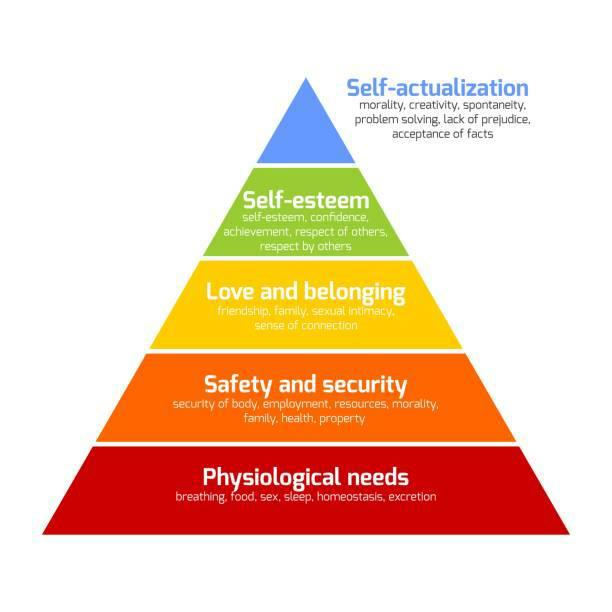 Self-actualization
morality, creativity, spontaneity,
problem solving, lack of prejudice,
acceptance of facts
Self-esteem
self-esteem, confidence,
achievement, respect of others,
respect by others
Love and belonging
friendship, family, sexual intimacy,
sense of connection
Safety and security
security of body, employment, resources, morality,
family, health, property
Physiological needs
breathing, food, sex, sleep, homeostasis, excretion